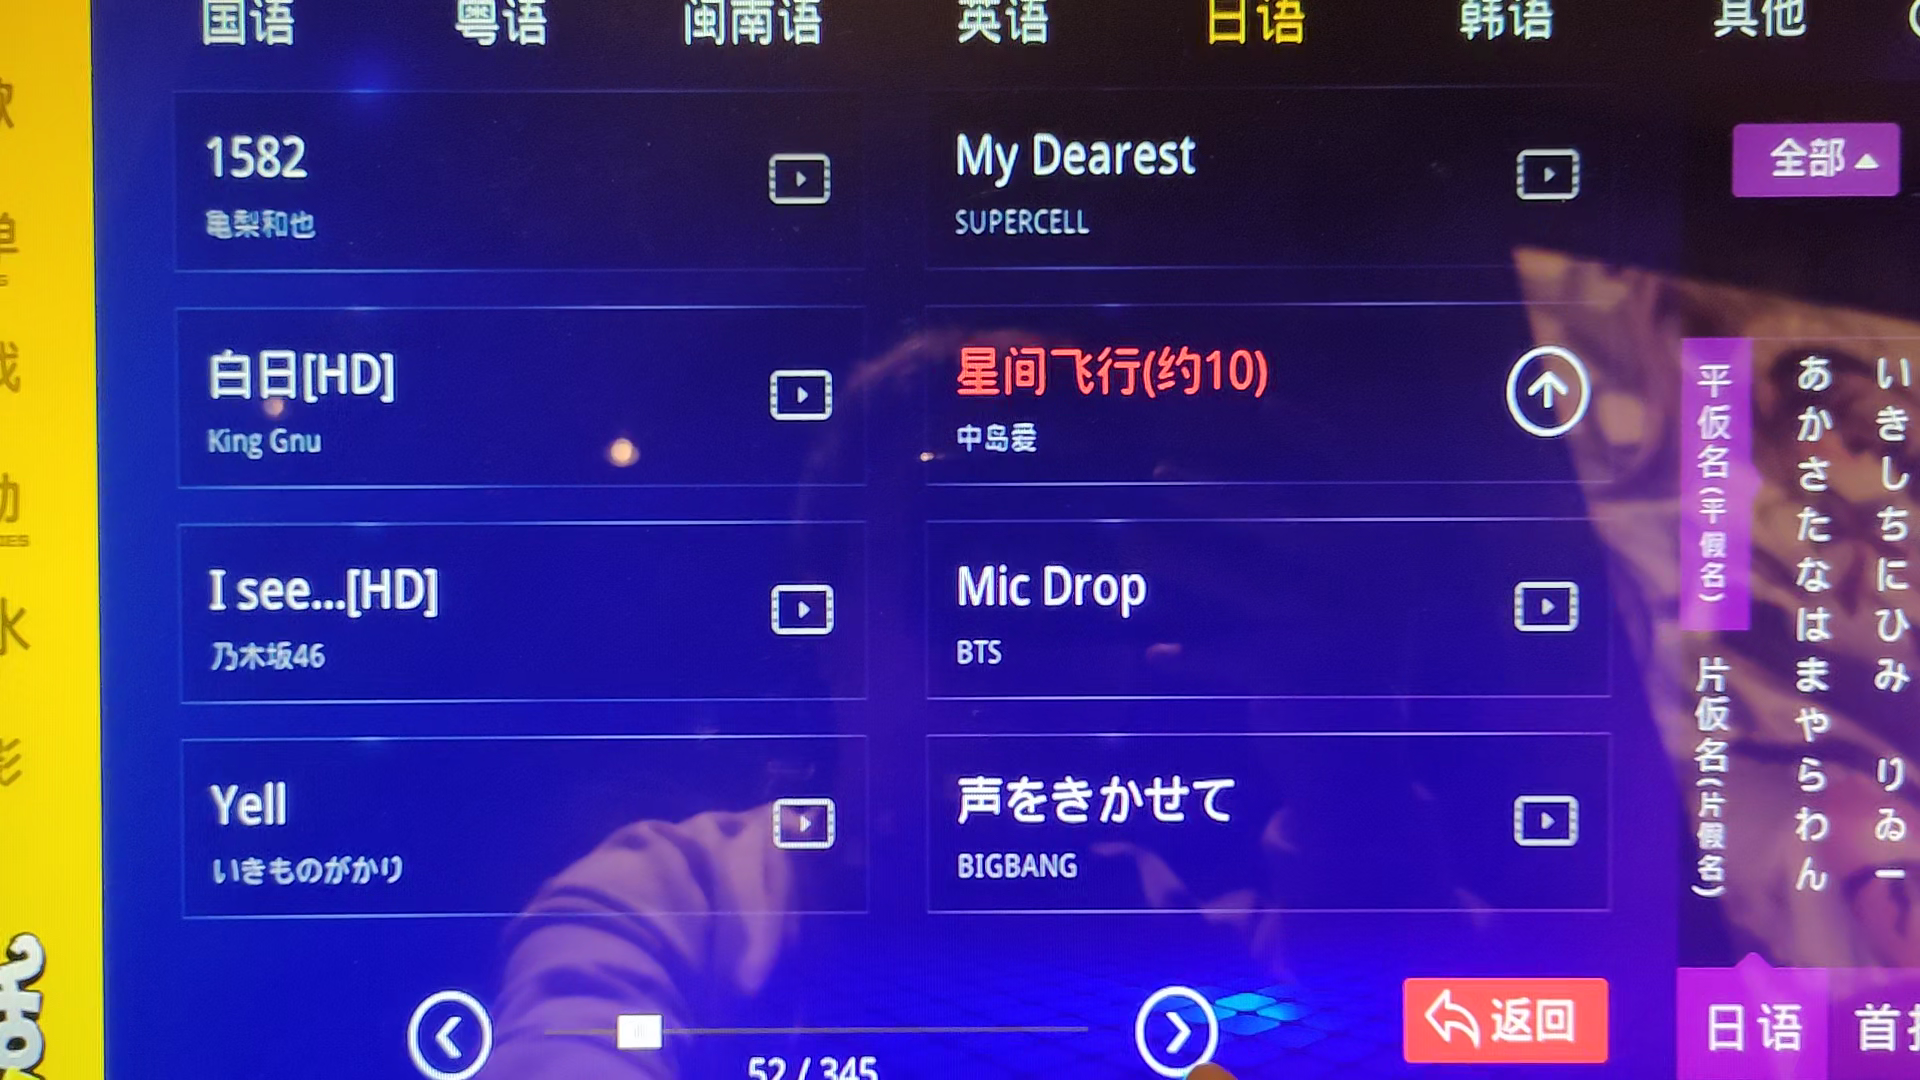 国语 粤语 闽南语 英语 日语 韩语 其他
1582
亀梨和也
My Dearest
SUPERCELL
全部
白日[HD]
King Gnu
星间飞行(约10)
中岛爱
I see...[HD]
乃木坂46
Mic Drop
BTS
Yell
いきものがかり
声をきかせて
BIGBANG
平仮名(平假名)
片仮名(片假名)
あかさたなはまやらわん
いきしちにひみ りゐー
52 / 345
返回
日语
首